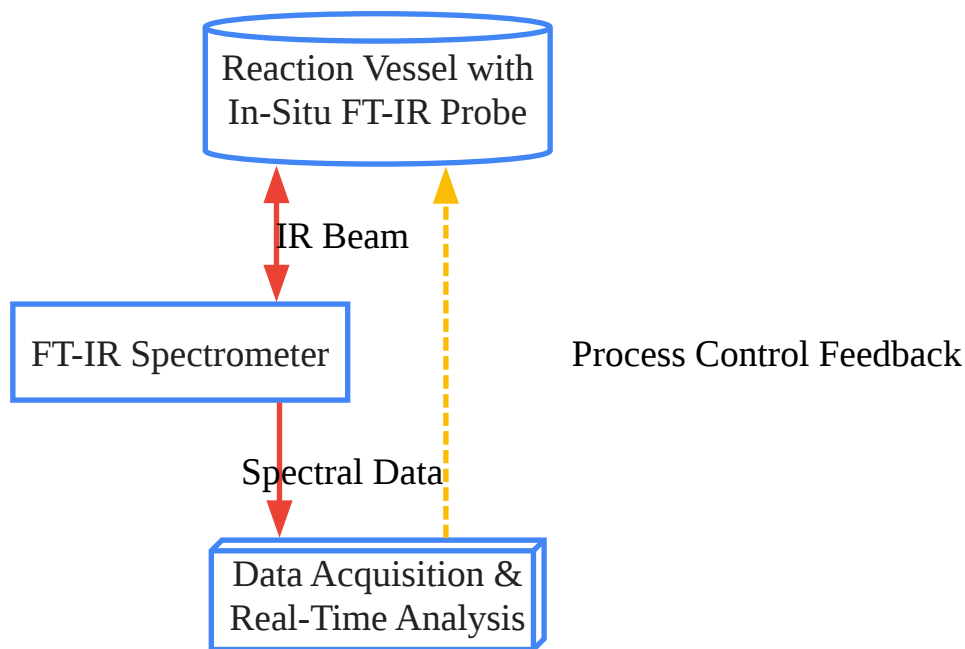 Reaction Vessel with
In-Situ FT-IR Probe
IR Beam
FT-IR Spectrometer
Process Control Feedback
Spectral Data
Data Acquisition &
Real-Time Analysis